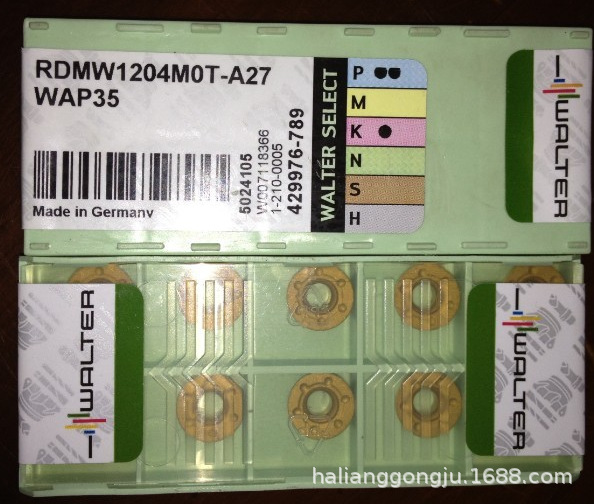 RDMW1204M0T-A27
WAP35
Made in Germany
5024105
W007118366
1-210-0005
429976-789
WALTER SELECT
P
M
K
N
S
H
WALTER
WALTER
WALTER
halianggongju.1688.com